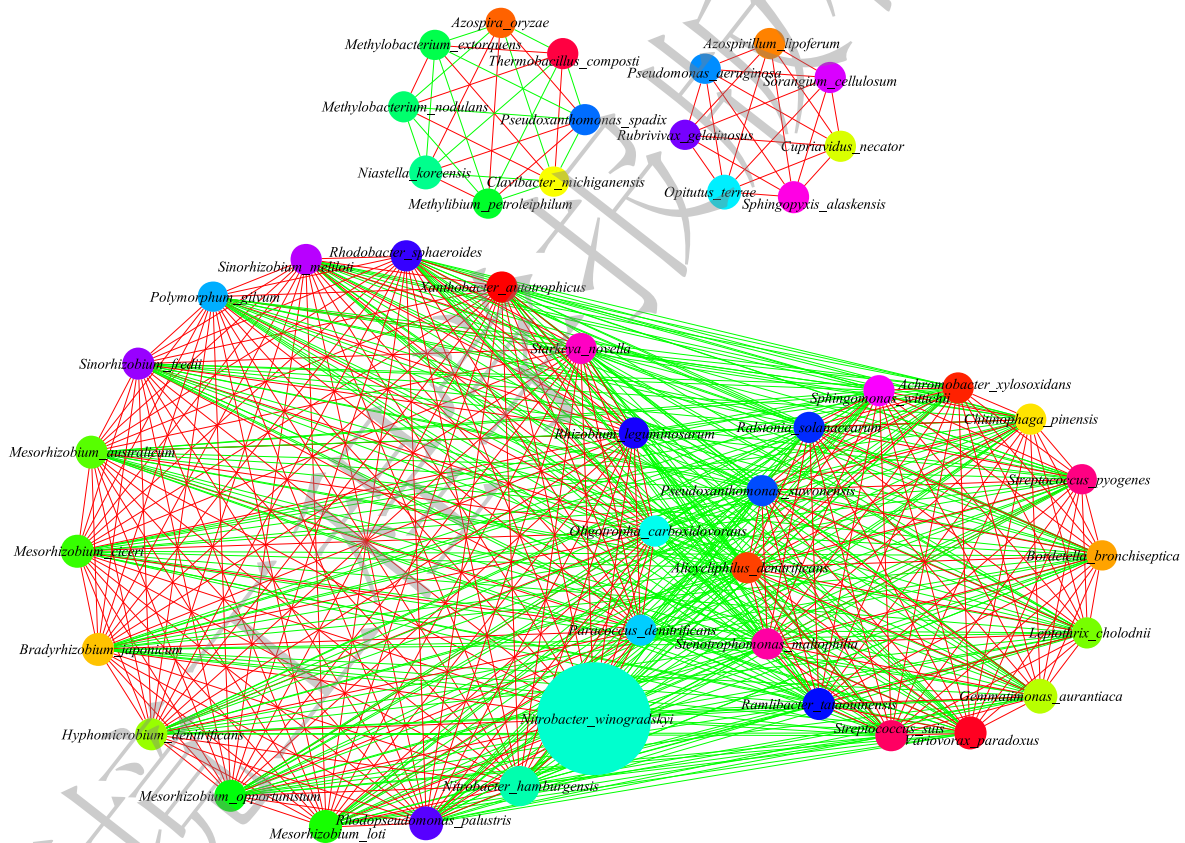 Azospira_oryzae
Methylobacterium_extorquens
Azospirillum_lipoferum
Thermobacillus_composti
Pseudomonas_aeruginosa
Sorangium_cellulosum
Methylobacterium_nodulans
Pseudoxanthomonas_spadix
Rubrivivax_gelatinosus
Cupriavidus_necator
Niastella_koreensis
Clavibacter_michiganensis
Opitutus_terrae
Methylibium_petroleiphilum
Sphingopyxis_alaskensis
Rhodobacter_sphaeroides
Sinorhizobium_meliloti
Xanthobacter_autotrophicus
Polymorphum_gilvum
Starkeya_novella
Sinorhizobium_fredii
Achromobacter_xylosoxidans
Sphingomonas_wittichii
Chitinophaga_pinensis
Ralstonia_solanacearum
Rhizobium_leguminosarum
Mesorhizobium_australicum
Streptococcus_pyogenes
Pseudoxanthomonas_suwonensis
Oligotropha_carboxidovorans
Mesorhizobium_ciceri
Bordetella_bronchiseptica
Alicycliphilus_denitrificans
Paracoccus_denitrificans
Leptothrix_cholodnii
Stenotrophomonas_maltophilia
Bradyrhizobium_japonicum
Gemmatimonas_aurantiaca
Ramlibacter_tataouinensis
Nitrobacter_winogradskyi
Streptococcus_suis
Hyphomicrobium_denitrificans
Variovorax_paradoxus
Nitrobacter_hamburgensis
Mesorhizobium_opportunistum
Rhodopseudomonas_palustris
Mesorhizobium_loti